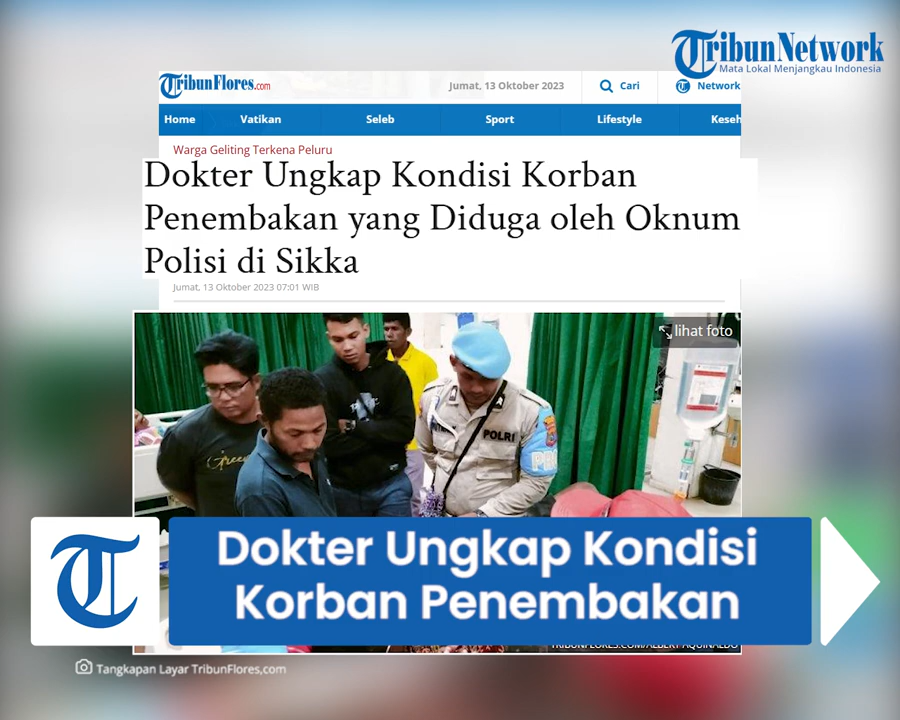 TribunNetwork
Mata Lokal Menjangkau Indonesia
TribunFlores.com
Jumat, 13 Oktober 2023
Cari
Network
Home
Vatikan
Seleb
Sport
Lifestyle
Keseh
Warga Geliting Terkena Peluru
Dokter Ungkap Kondisi Korban
Penembakan yang Diduga oleh Oknum
Polisi di Sikka
Jumat, 13 Oktober 2023 07:01 WIB
lihat foto
POLRI
Dokter Ungkap Kondisi
Korban Penembakan
TRIBUNFLORES.COM/ALBERT AQUINALDO
Tangkapan Layar TribunFlores,com